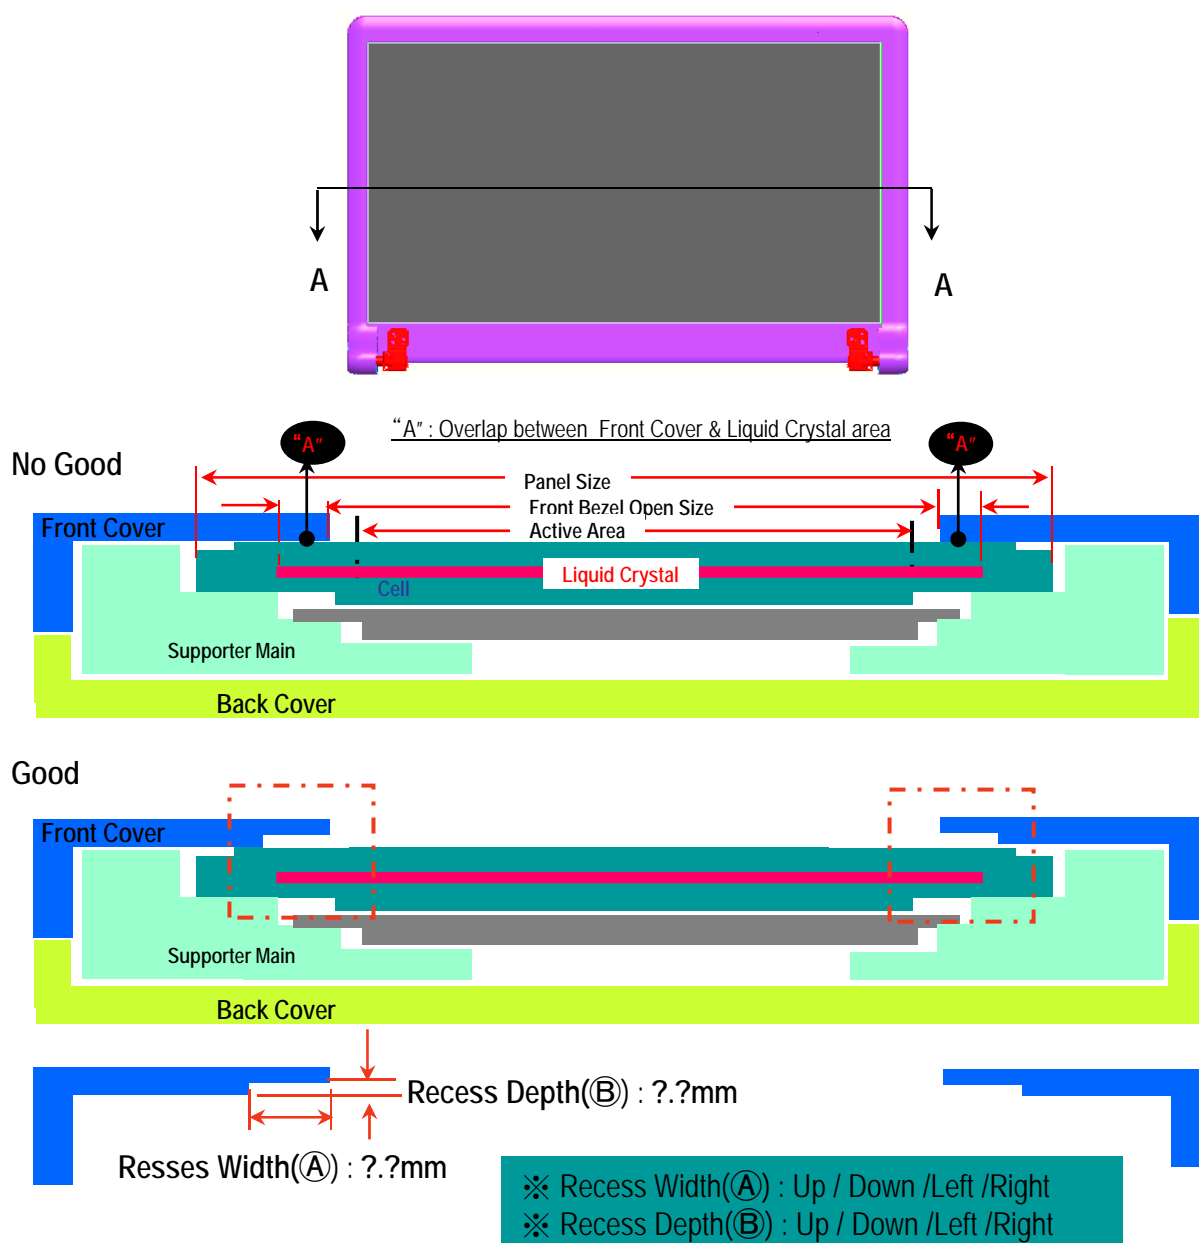 A
A
“A” : Overlap between Front Cover & Liquid Crystal area
“A”
“A”
No Good
Panel Size
Front Bezel Open Size
Front Cover
Active Area
Liquid Crystal
Cell
Supporter Main
Back Cover
Good
Front Cover
Supporter Main
Back Cover
Recess Depth(Ⓑ) : ?.?mm
Resses Width(Ⓐ) : ?.?mm
※ Recess Width(Ⓐ) : Up / Down /Left /Right
※ Recess Depth(Ⓑ) : Up / Down /Left /Right